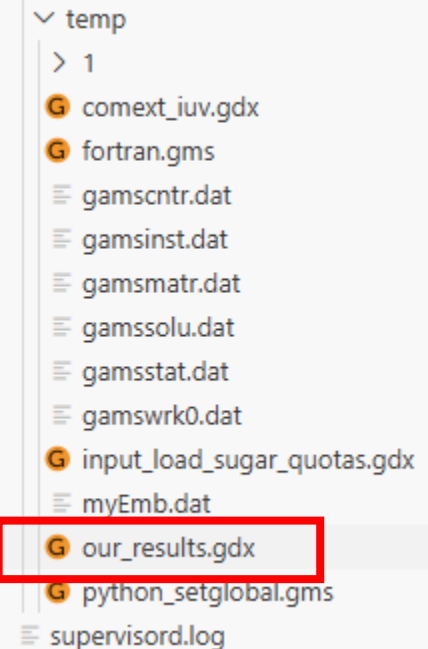 temp
1
G comext_iuv.gdx
G fortran.gms
gamscntr.dat
gamsinst.dat
gamsmatr.dat
gamssolu.dat
gamsstat.dat
gamswrk0.dat
G input_load_sugar_quotas.gdx
myEmb.dat
G our_results.gdx
G python_setglobal.gms
supervisord.log